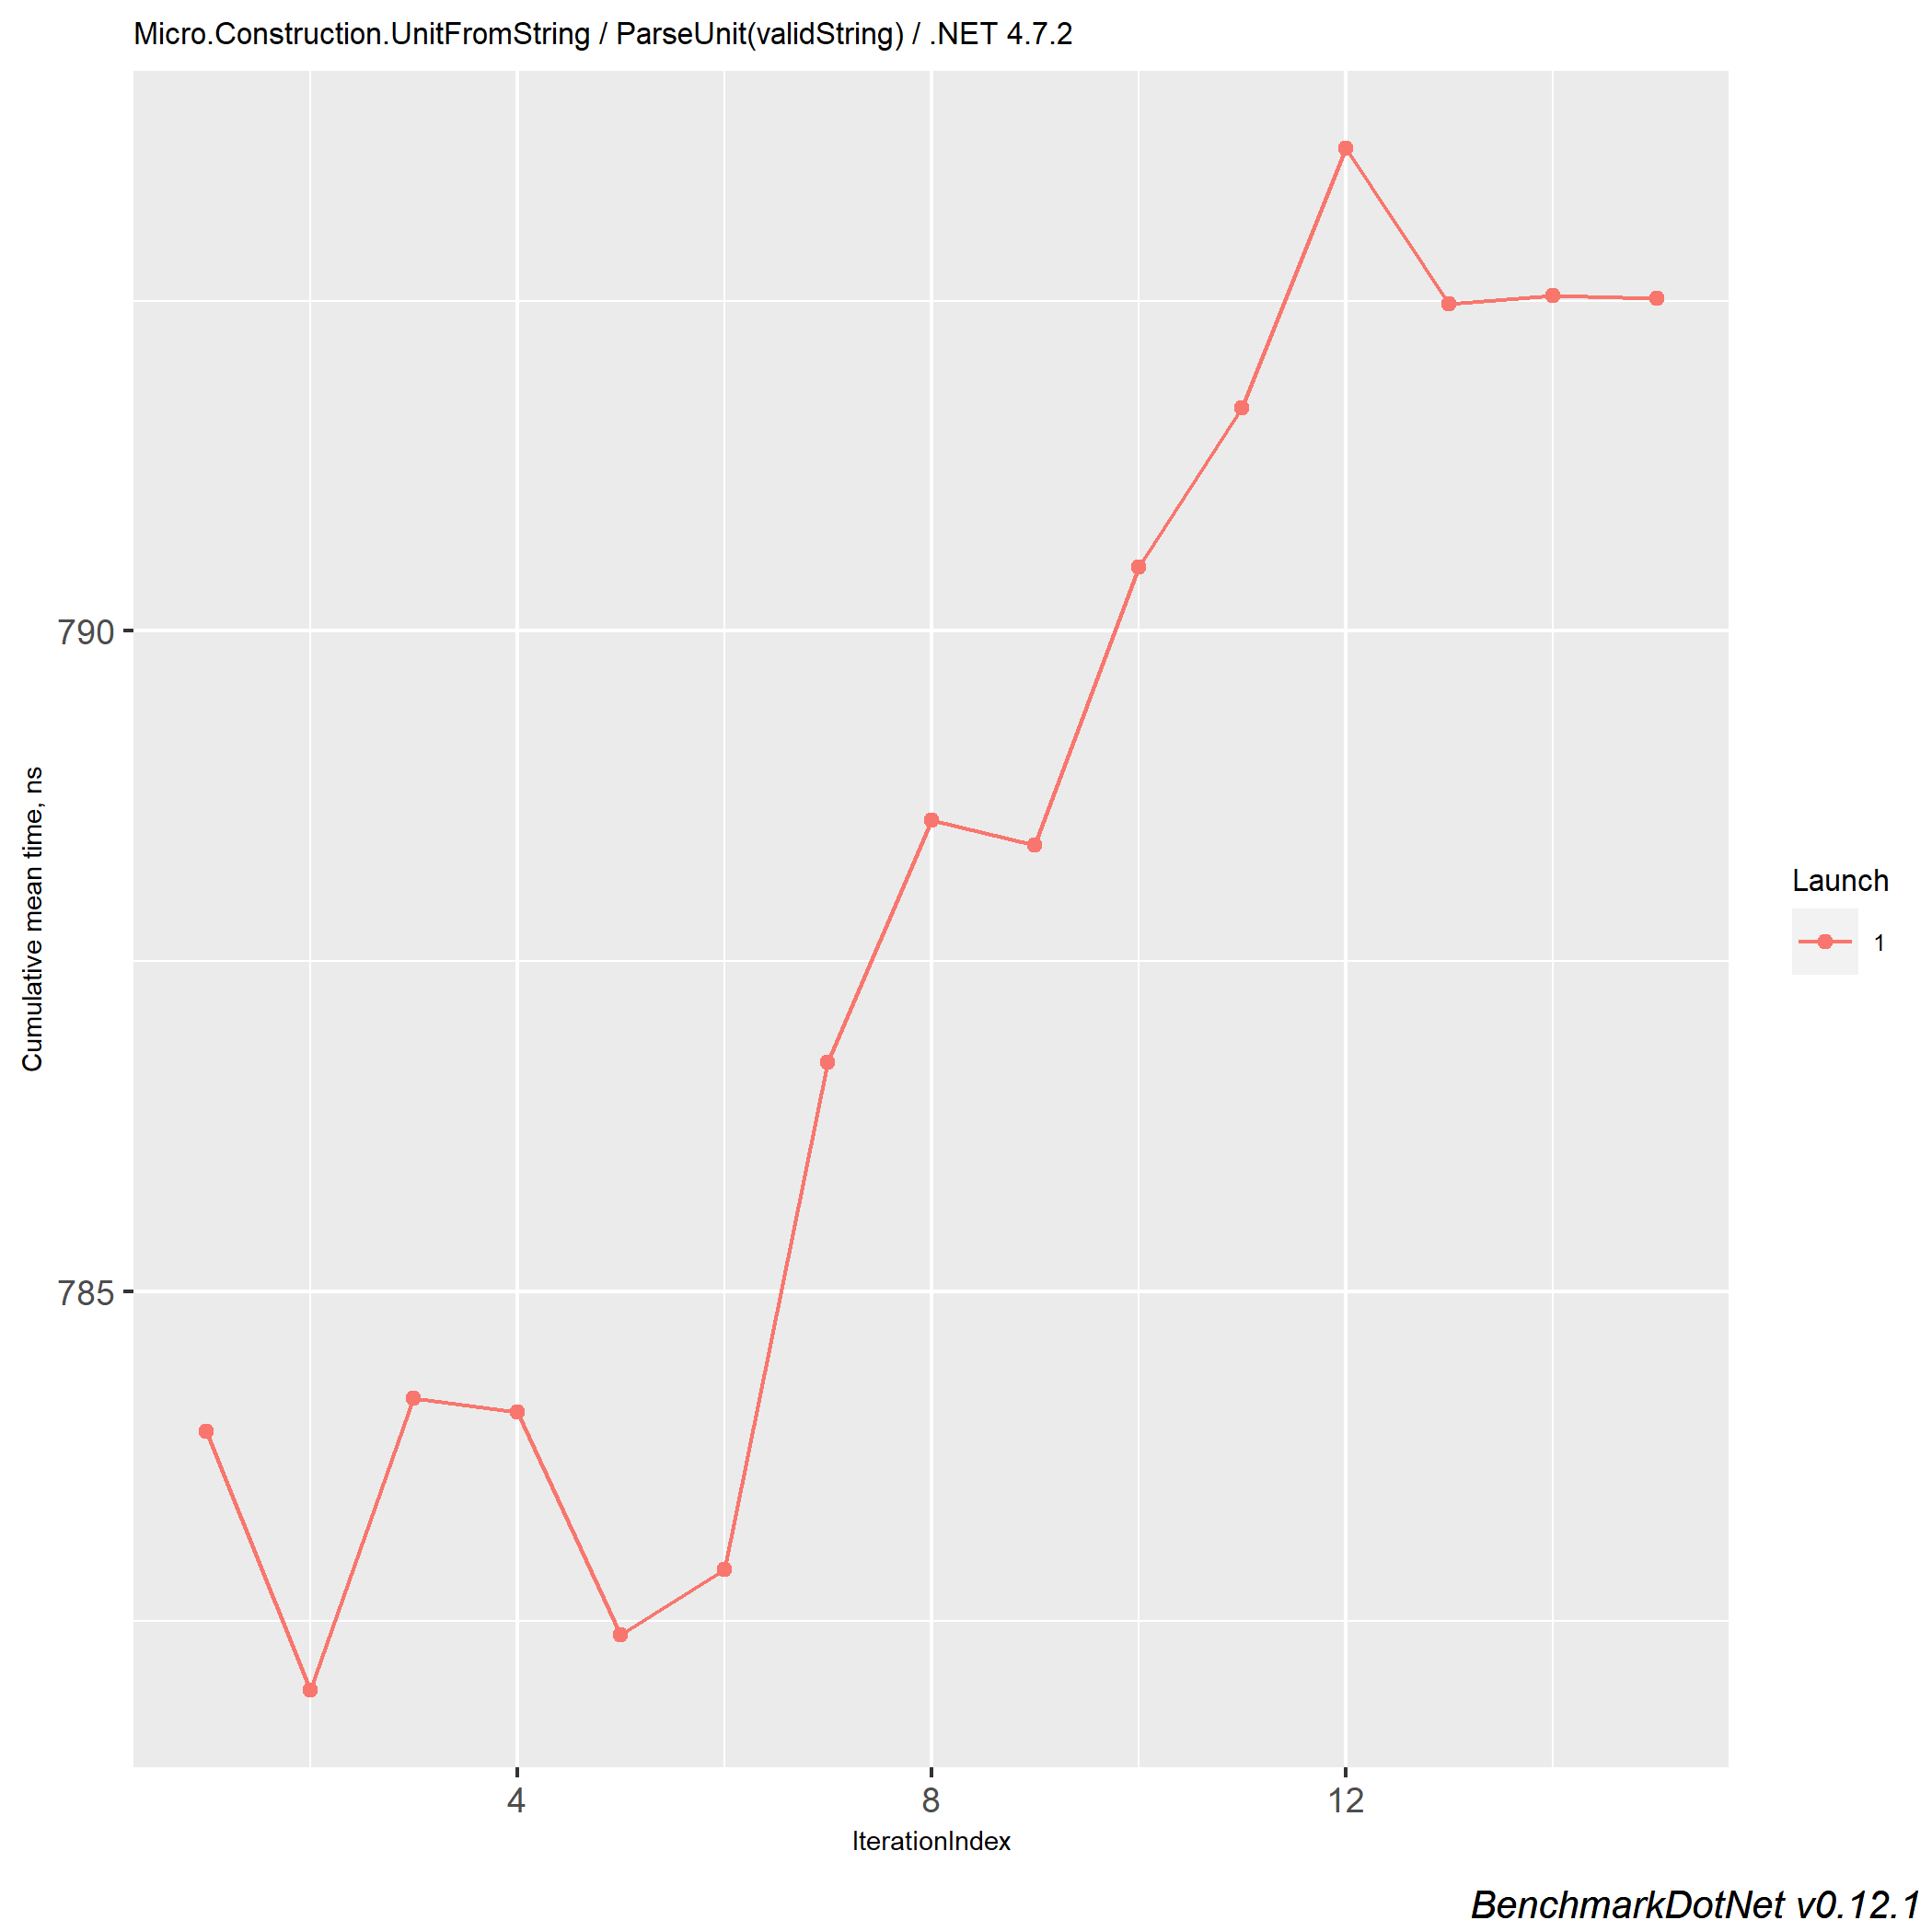 Micro.Construction.UnitFromString / ParseUnit(validString) / .NET 4.7.2
790
785
Cumulative mean time, ns
4
8
12
IterationIndex
Launch
1
BenchmarkDotNet v0.12.1